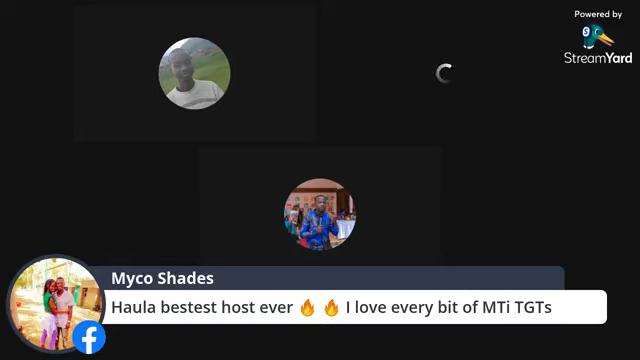 Powered by
StreamYard
Myco Shades
Haula bestest host ever 🔥 🔥 I love every bit of MTi TGTs